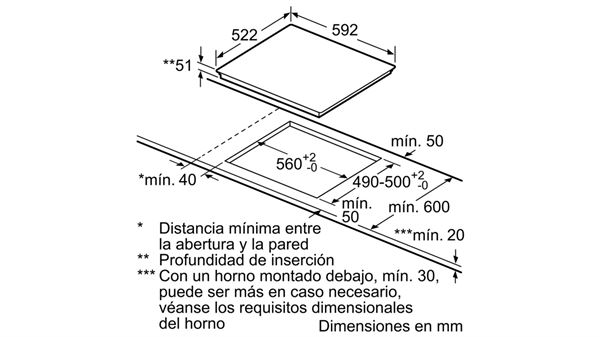 522
592
**51
mín. 50
560+2-0
490-500+2-0
*mín. 40
mín. 50
mín. 600
***mín. 20
* Distancia mínima entre
la abertura y la pared
** Profundidad de inserción
*** Con un horno montado debajo, mín. 30,
puede ser más en caso necesario,
véanse los requisitos dimensionales
del horno
Dimensiones en mm